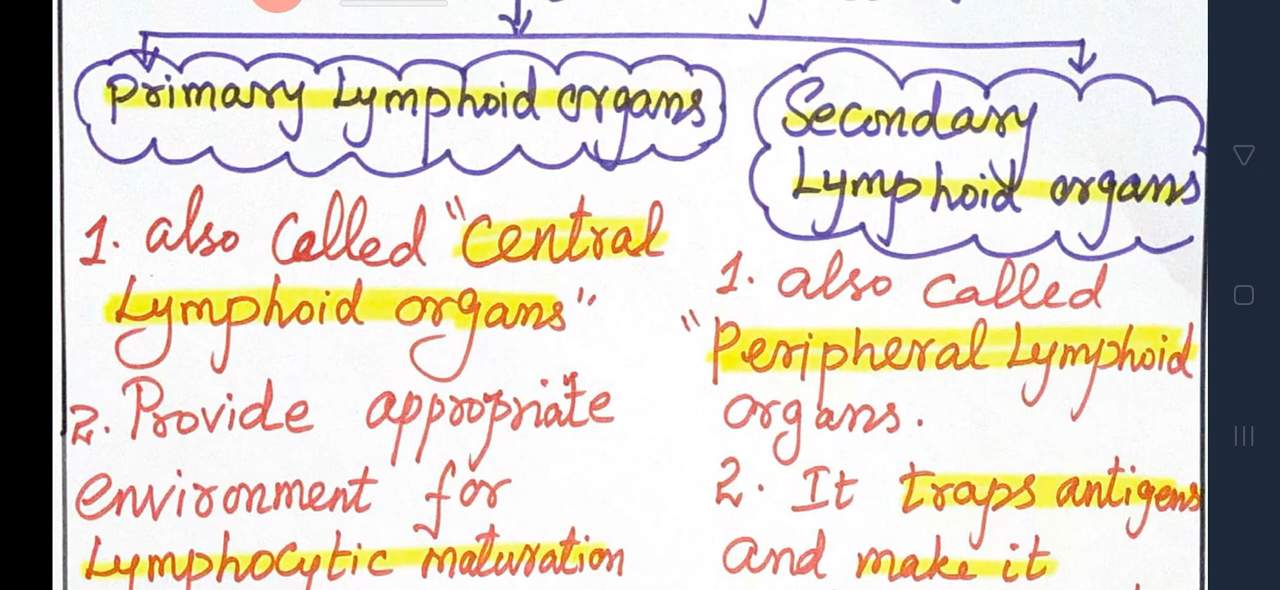 Primary Lymphoid organs
1. also called "Central
Lymphoid organs"
2. Provide appropriate
environment for
Lymphocytic maturation
Secondary
Lymphoid organs
1. also called
"Peripheral Lymphoid
organs.
2. It traps antigens
and make it